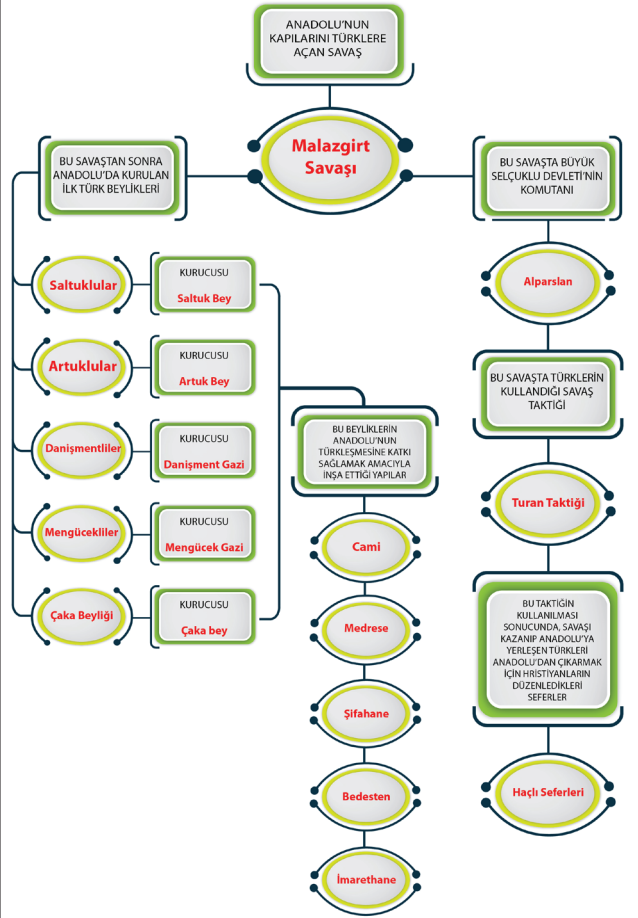 ANADOLU'NUN
KAPILARINI TÜRKLERE
AÇAN SAVAŞ
Malazgirt
Savaşı
BU SAVAŞTAN SONRA
ANADOLU'DA KURULAN
İLK TÜRK BEYLİKLERİ
Saltuklular
KURUCUSU
Saltuk Bey
Artuklular
KURUCUSU
Artuk Bey
Danişmentliler
KURUCUSU
Danişment Gazi
Mengücekliler
KURUCUSU
Mengücek Gazi
Çaka Beyliği
KURUCUSU
Çaka bey
BU BEYLİKLERİN
ANADOLU'NUN
TÜRKLEŞMESİNE KATKI
SAĞLAMAK AMACIYLA
İNŞA ETTİĞİ YAPILAR
Cami
Medrese
Şifahane
Bedesten
İmarethane
BU SAVAŞTA BÜYÜK
SELÇUKLU DEVLETİ'NİN
KOMUTANI
Alparslan
BU SAVAŞTA TÜRKLERİN
KULLANDIĞI SAVAŞ
TAKTİĞİ
Turan Taktiği
BU TAKTİĞİN
KULLANILMASI
SONUCUNDA, SAVAŞI
KAZANIP ANADOLU'YA
YERLEŞEN TÜRKLERİ
ANADOLU'DAN ÇIKARMAK
İÇİN HRİSTİYANLARIN
DÜZENLEDİKLERİ
SEFERLER
Haçlı Seferleri